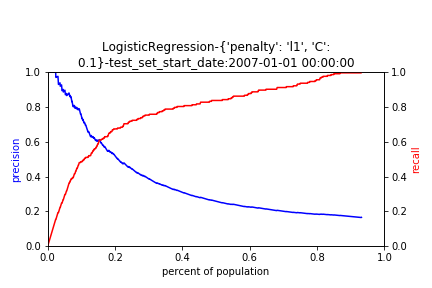 LogisticRegression-{'penalty': 'l1', 'C':
0.1}-test_set_start_date:2007-01-01 00:00:00
1.0
0.8
0.6
0.4
0.2
0.0
precision
1.0
0.8
0.6
0.4
0.2
0.0
recall
0.0 0.2 0.4 0.6 0.8 1.0
percent of population